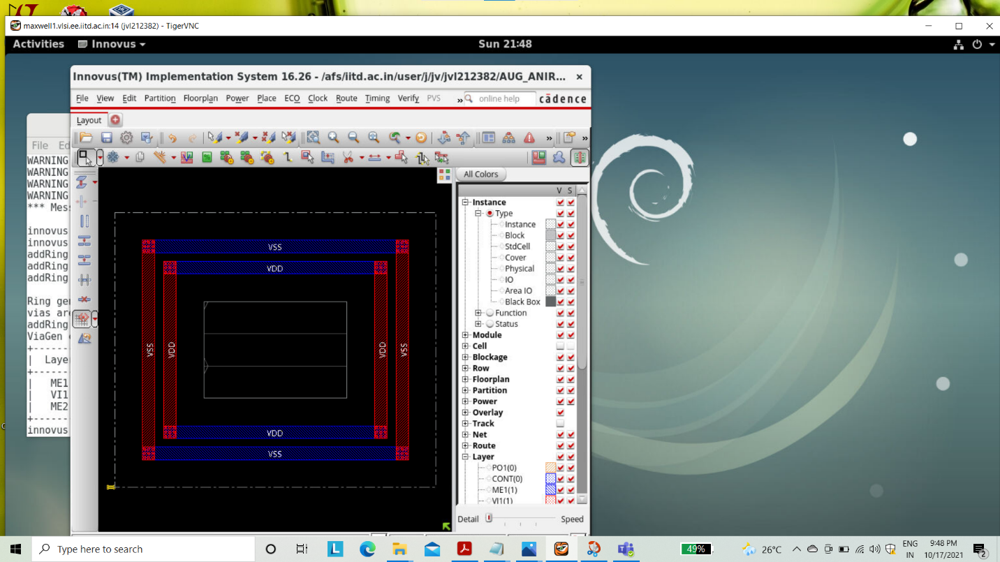 maxwell1.vlsi.ee.iitd.ac.in:14 (jvl212382) - TigerVNC
Activities
Innovus
Sun 21:48
Innovus(TM) Implementation System 16.26 - /afs/iitd.ac.in/user/j/jv/jvl212382/AUG_ANIR...
File View Edit Partition Floorplan Power Place ECO Clock Route Timing Verify PVS » online help cādence
Layout
» »
File Ed
WARNING
WARNING
WARNING
WARNING
*** Mes
innovus
innovus
addRing
addRing
addRing
Ring gen
vias ar
addRing
ViaGen
+------
| Laye
+------
| ME1
| VI1
| ME2
+------
innovus
VSS
VDD
VSS
VDD
VDD
VSS
VDD
VSS
All Colors
V S
Instance
Type
Instance
Block
StdCell
Cover
Physical
IO
Area IO
Black Box
Function
Status
Module
Cell
Blockage
Row
Floorplan
Partition
Power
Overlay
Track
Net
Route
Layer
PO1(0)
CONT(0)
ME1(1)
VI1(1)
Detail Speed
Type here to search
L
49%
26°C
ENG
IN
9:48 PM
10/17/2021
2